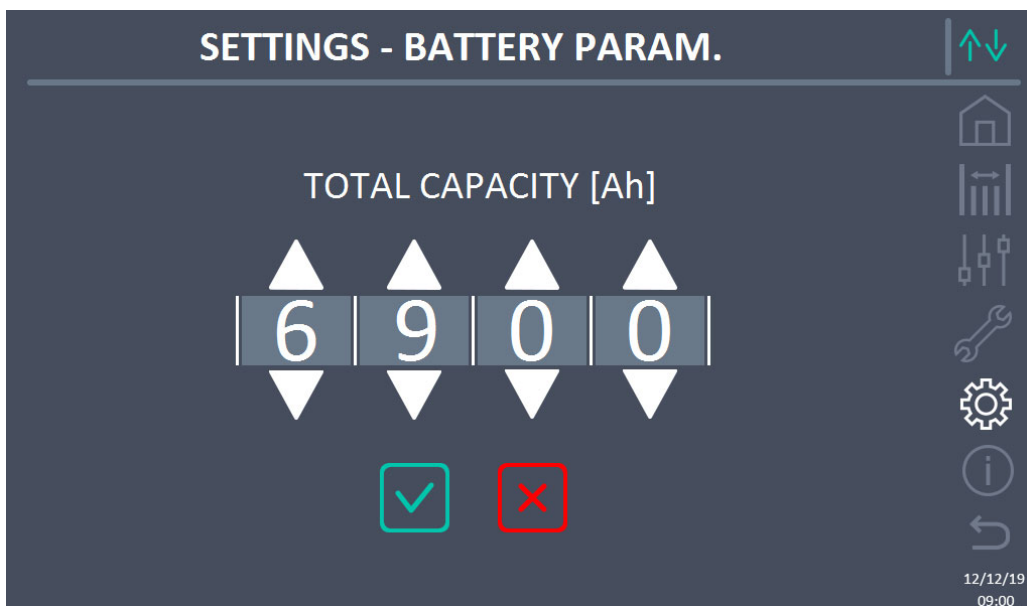 SETTINGS - BATTERY PARAM.
TOTAL CAPACITY [Ah]
6 9 0 0
12/12/19
09:00